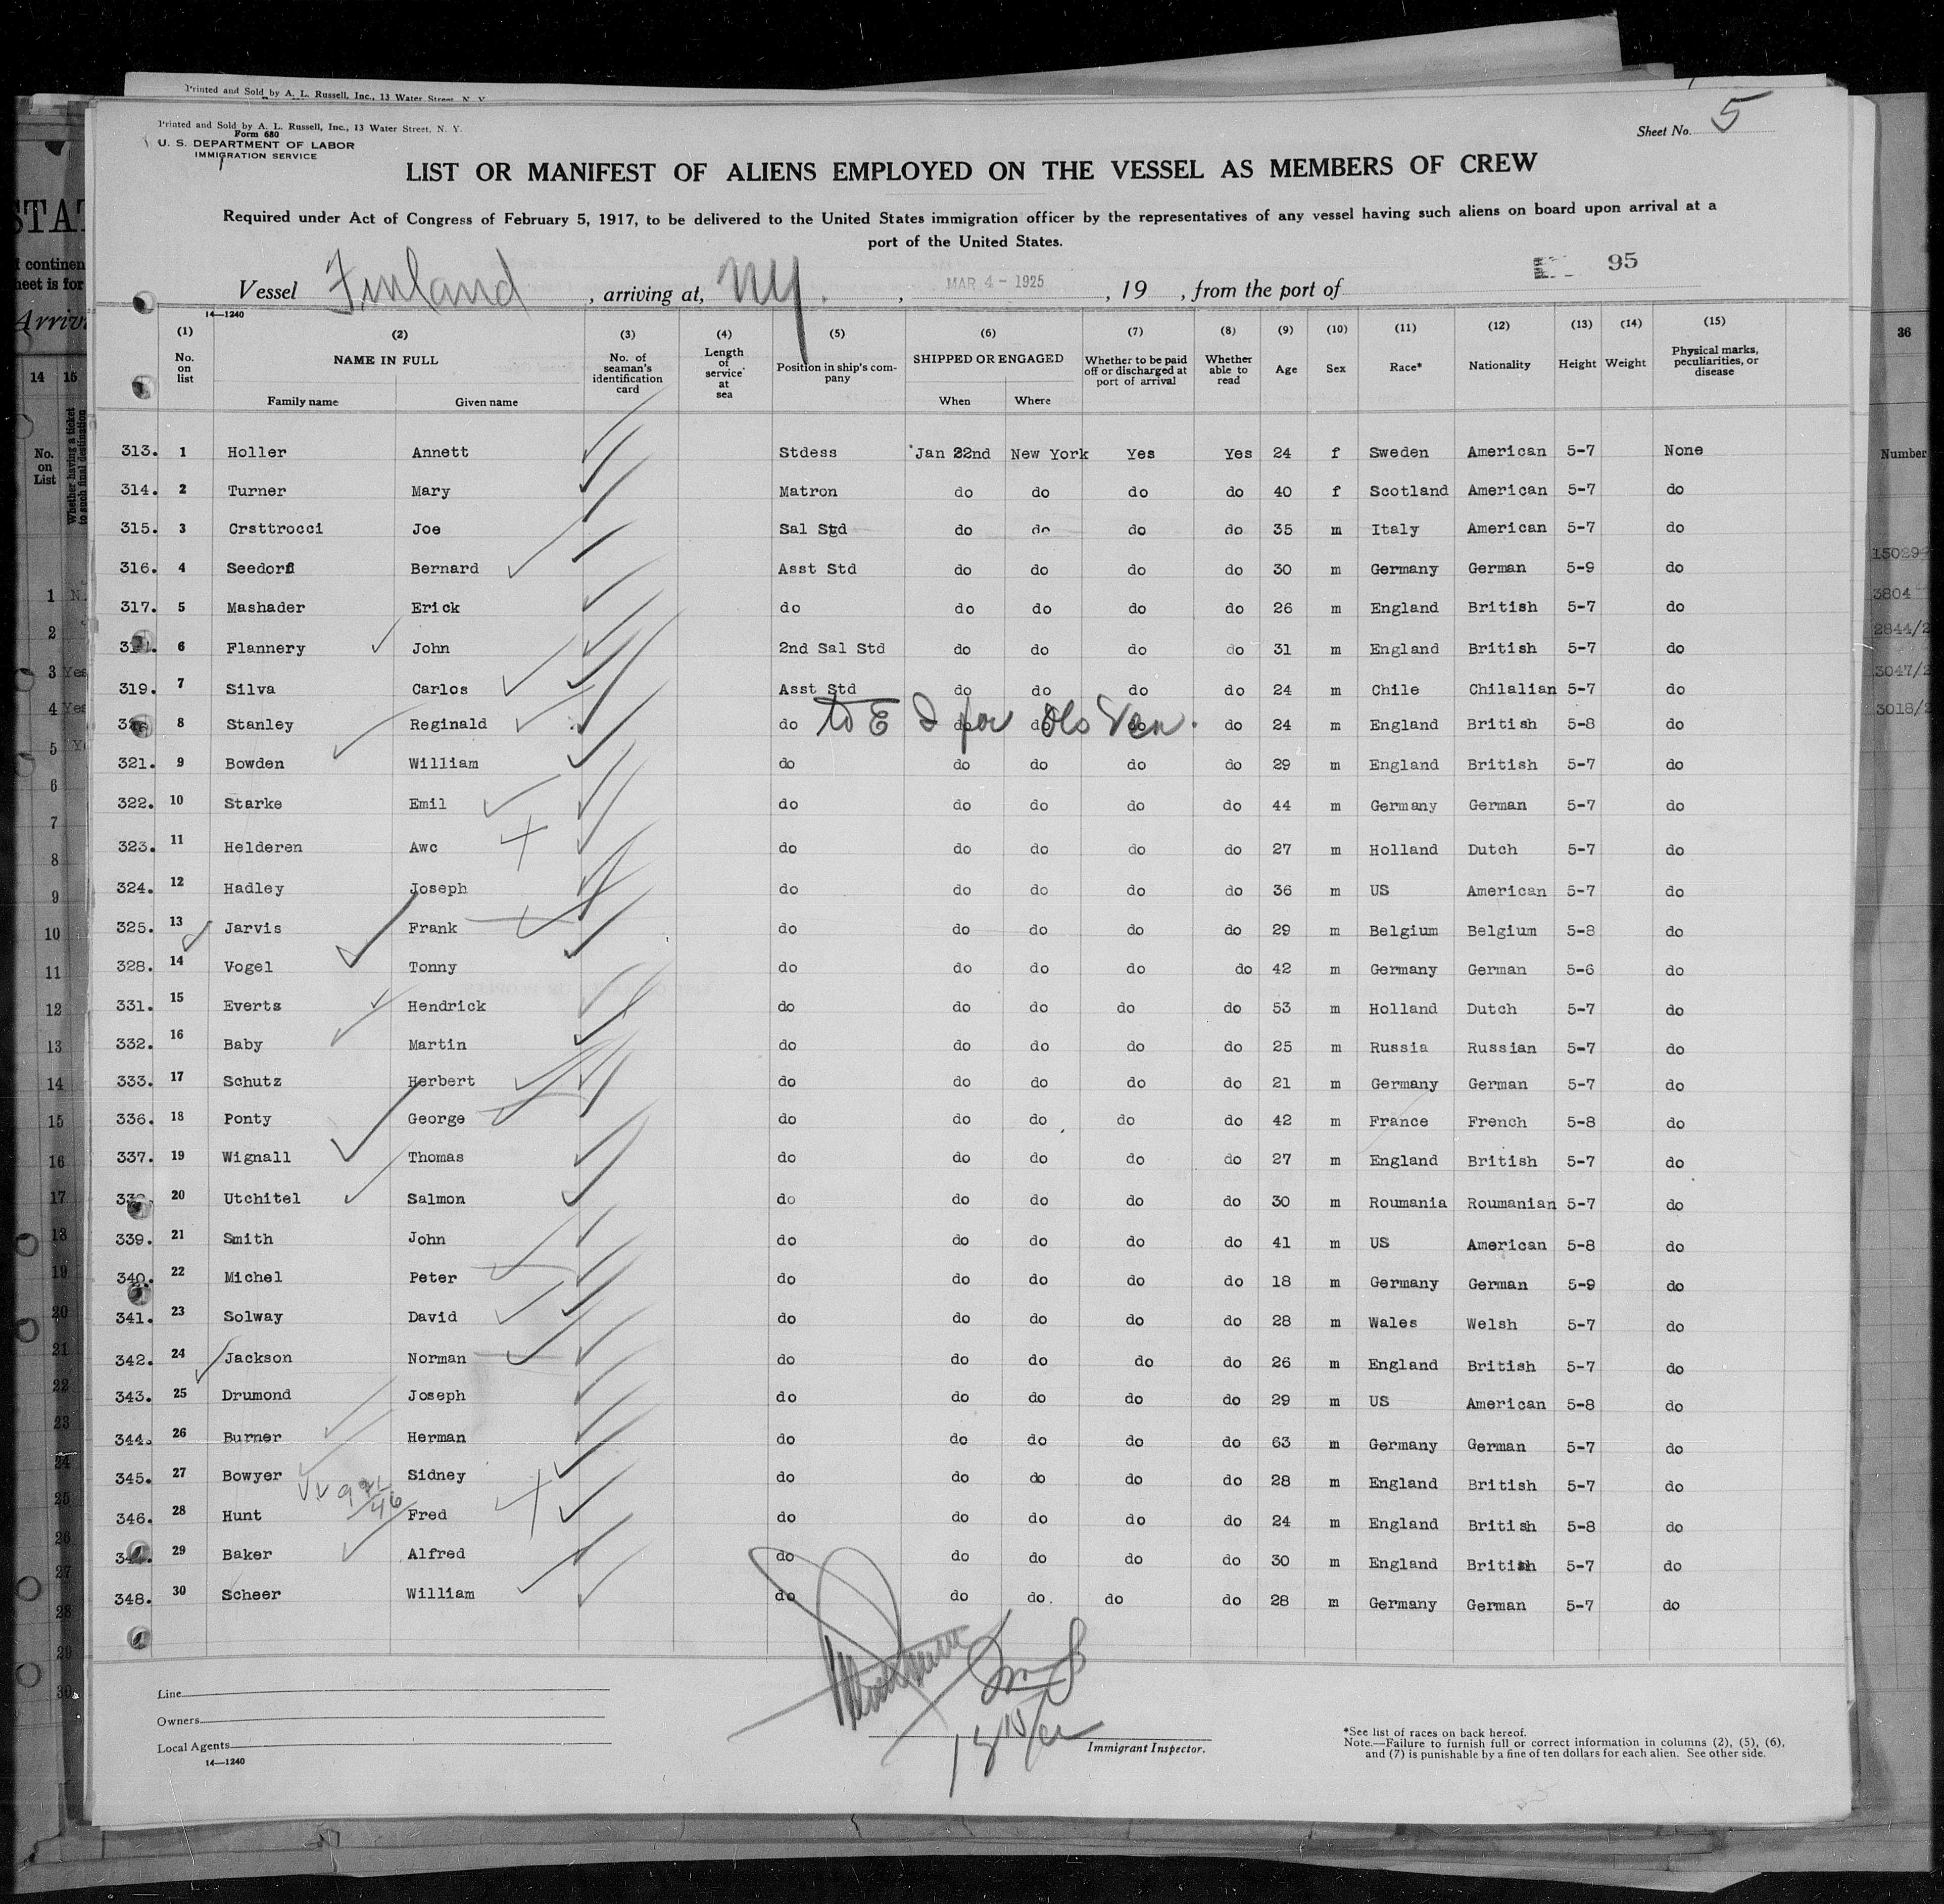 Printed and Sold by A. L. Russell, Inc., 13 Water Street, N. Y.
Printed and Sold by A. L. Russell, Inc., 13 Water Street, N. Y.
Form 680
U. S. DEPARTMENT OF LABOR
IMMIGRATION SERVICE
Sheet No. 5
LIST OR MANIFEST OF ALIENS EMPLOYED ON THE VESSEL AS MEMBERS OF CREW
Required under Act of Congress of February 5, 1917, to be delivered to the United States immigration officer by the representatives of any vessel having such aliens on board upon arrival at a
port of the United States.
95
Vessel Finland, arriving at, NY., MAR 4 - 1925, 19 , from the port of
14—1240
(1) No. on list (2) NAME IN FULL Family name Given name (3) No. of seaman's identification card (4) Length of service at sea (5) Position in ship's company (6) SHIPPED OR ENGAGED When Where (7) Whether to be paid off or discharged at port of arrival (8) Whether able to read (9) Age (10) Sex (11) Race* (12) Nationality (13) Height (14) Weight (15) Physical marks, peculiarities, or disease
313. 1 Holler Annett Stdess Jan 22nd New York Yes Yes 24 f Sweden American 5-7 None
314. 2 Turner Mary Matron do do do do 40 f Scotland American 5-7 do
315. 3 Crsttrocci Joe Sal Std do do do do 35 m Italy American 5-7 do
316. 4 Seedorf Bernard Asst Std do do do do 30 m Germany German 5-9 do
317. 5 Mashader Erick do do do do do 26 m England British 5-7 do
6 Flannery John 2nd Sal Std do do do do 31 m England British 5-7 do
319. 7 Silva Carlos Asst Std do do do do 24 m Chile Chilalian 5-7 do
8 Stanley Reginald do do do do do 24 m England British 5-8 do
321. 9 Bowden William do do do do do 29 m England British 5-7 do
322. 10 Starke Emil do do do do do 44 m Germany German 5-7 do
323. 11 Helderen Awc do do do do do 27 m Holland Dutch 5-7 do
324. 12 Hadley Joseph do do do do do 36 m US American 5-7 do
325. 13 Jarvis Frank do do do do do 29 m Belgium Belgium 5-8 do
328. 14 Vogel Tonny do do do do do 42 m Germany German 5-6 do
331. 15 Everts Hendrick do do do do do 53 m Holland Dutch 5-7 do
332. 16 Baby Martin do do do do do 25 m Russia Russian 5-7 do
333. 17 Schutz Herbert do do do do do 21 m Germany German 5-7 do
336. 18 Ponty George do do do do do 42 m France French 5-8 do
337. 19 Wignall Thomas do do do do do 27 m England British 5-7 do
20 Utchitel Salmon do do do do do 30 m Roumania Roumanian 5-7 do
339. 21 Smith John do do do do do 41 m US American 5-8 do
340. 22 Michel Peter do do do do do 18 m Germany German 5-9 do
341. 23 Solway David do do do do do 28 m Wales Welsh 5-7 do
342. 24 Jackson Norman do do do do do 26 m England British 5-7 do
343. 25 Drumond Joseph do do do do do 29 m US American 5-8 do
344. 26 Burner Herman do do do do do 63 m Germany German 5-7 do
345. 27 Bowyer Sidney do do do do do 28 m England British 5-7 do
346. 28 Hunt Fred do do do do do 24 m England British 5-8 do
29 Baker Alfred do do do do do 30 m England British 5-7 do
348. 30 Scheer William do do do do do 28 m Germany German 5-7 do
Line
Owners
Local Agents
14—1240
Immigrant Inspector.
*See list of races on back hereof.
Note.—Failure to furnish full or correct information in columns (2), (5), (6),
and (7) is punishable by a fine of ten dollars for each alien. See other side.